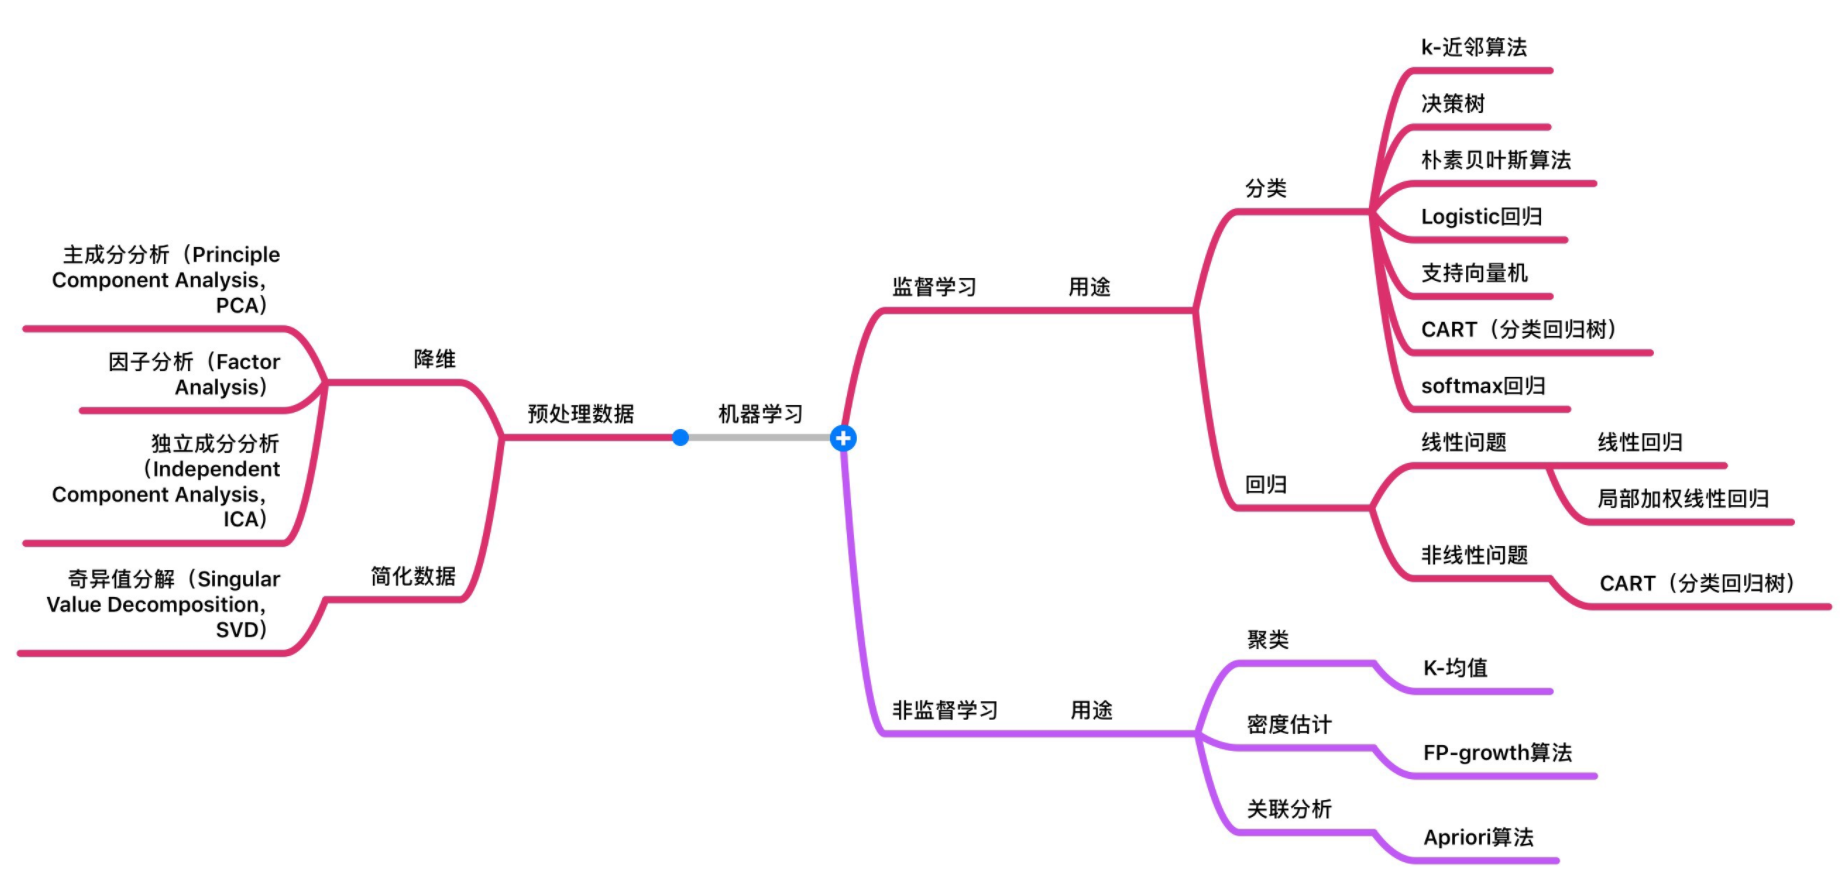 k-近邻算法
决策树
朴素贝叶斯算法
分类
Logistic回归
支持向量机
监督学习
用途
CART（分类回归树）
softmax回归
线性问题
线性回归
回归
局部加权线性回归
非线性问题
CART（分类回归树）
机器学习
预处理数据
降维
主成分分析（Principle
Component Analysis,
PCA）
因子分析（Factor
Analysis）
独立成分分析
（Independent
Component Analysis,
ICA）
简化数据
奇异值分解（Singular
Value Decomposition,
SVD）
非监督学习
用途
聚类
K-均值
密度估计
FP-growth算法
关联分析
Apriori算法